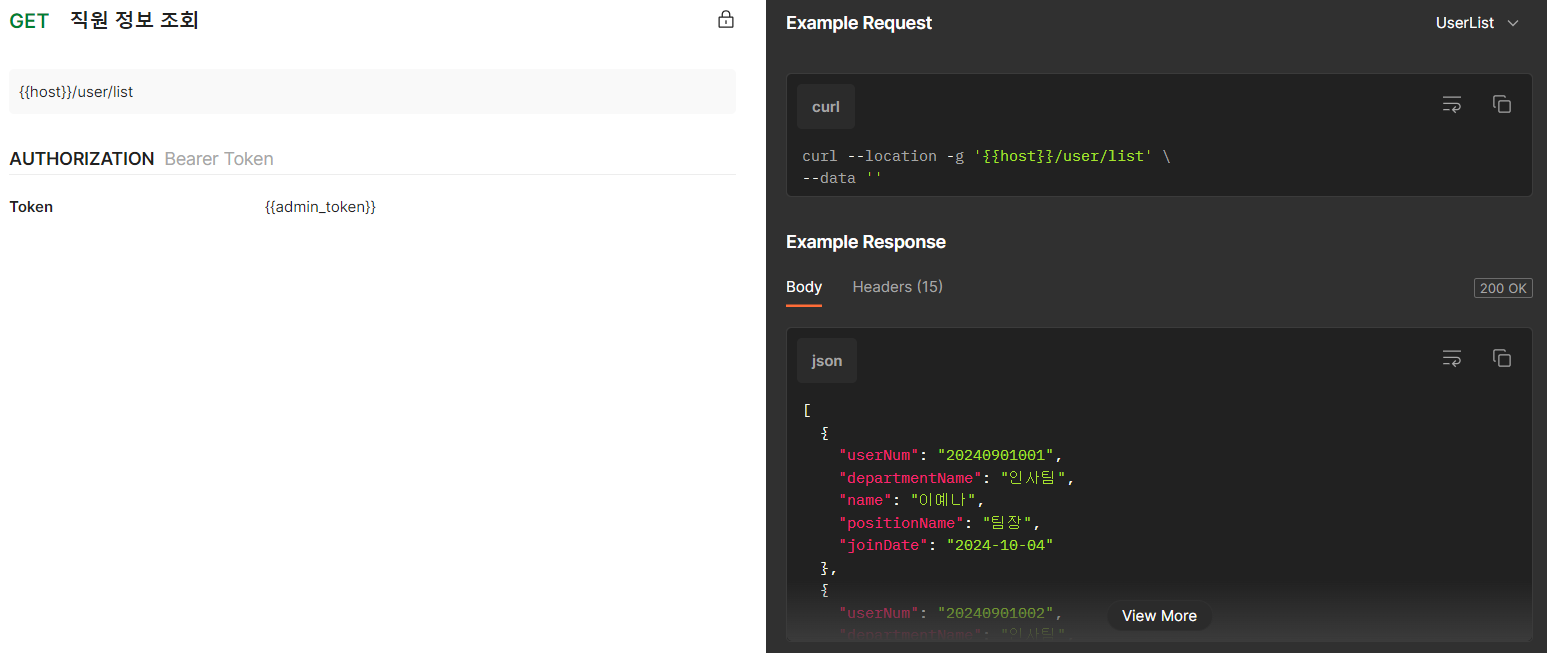 GET 직원 정보 조회
{{host}}/user/list
AUTHORIZATION Bearer Token
Token {{admin_token}}
Example Request
UserList
curl
curl --location -g '{{host}}/user/list' \
--data ''
Example Response
Body Headers (15)
200 OK
json
[
{
"userNum": "20240901001",
"departmentName": "인사팀",
"name": "이예나",
"positionName": "팀장",
"joinDate": "2024-10-04"
},
{
"userNum": "20240901002",
View More
"departmentName": "인사팀",